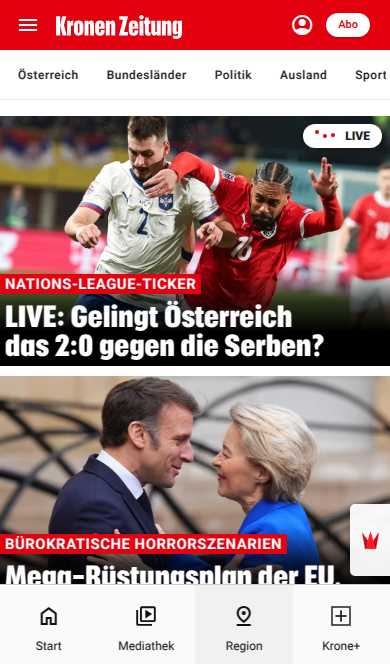 Kronen Zeitung
Abo
Österreich Bundesländer Politik Ausland Sport
LIVE
NATIONS-LEAGUE-TICKER
LIVE: Gelingt Österreich
das 2:0 gegen die Serben?
BÜROKRATISCHE HORRORSZENARIEN
Mega-Rüstungsplan der EU,
Start Mediathek Region Krone+